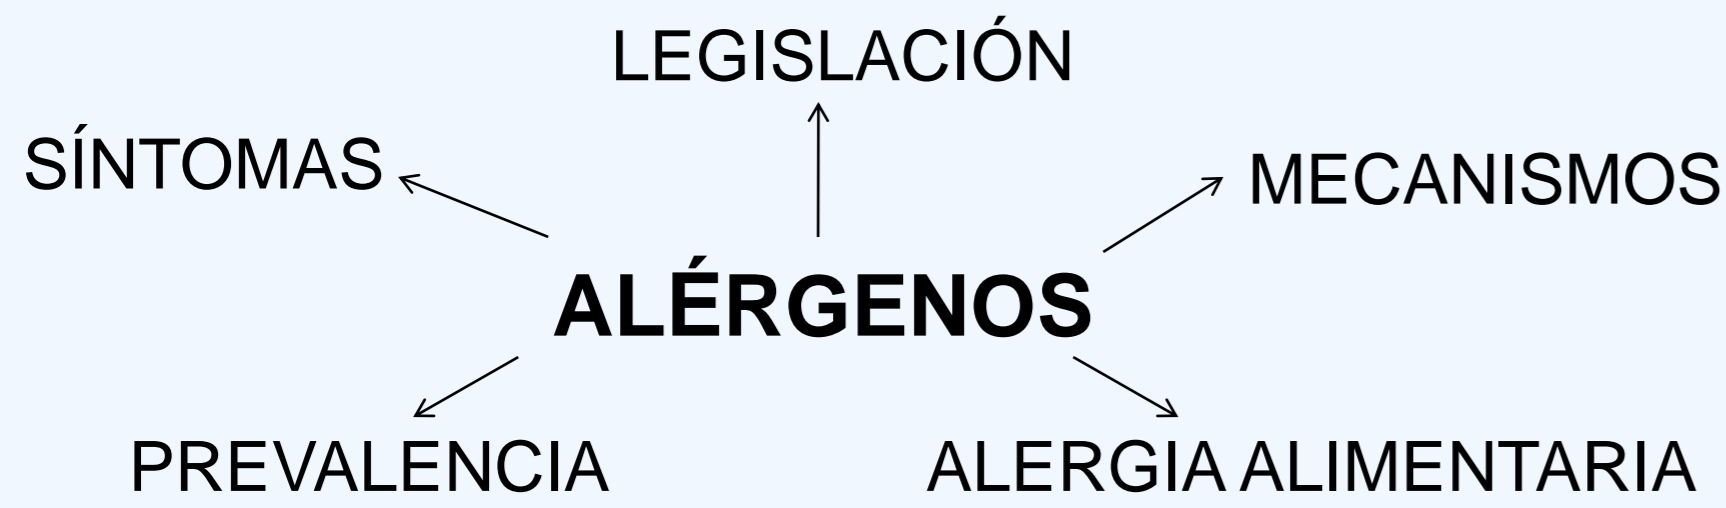 LEGISLACIÓN
SÍNTOMAS
MECANISMOS
ALÉRGENOS
PREVALENCIA
ALERGIA ALIMENTARIA